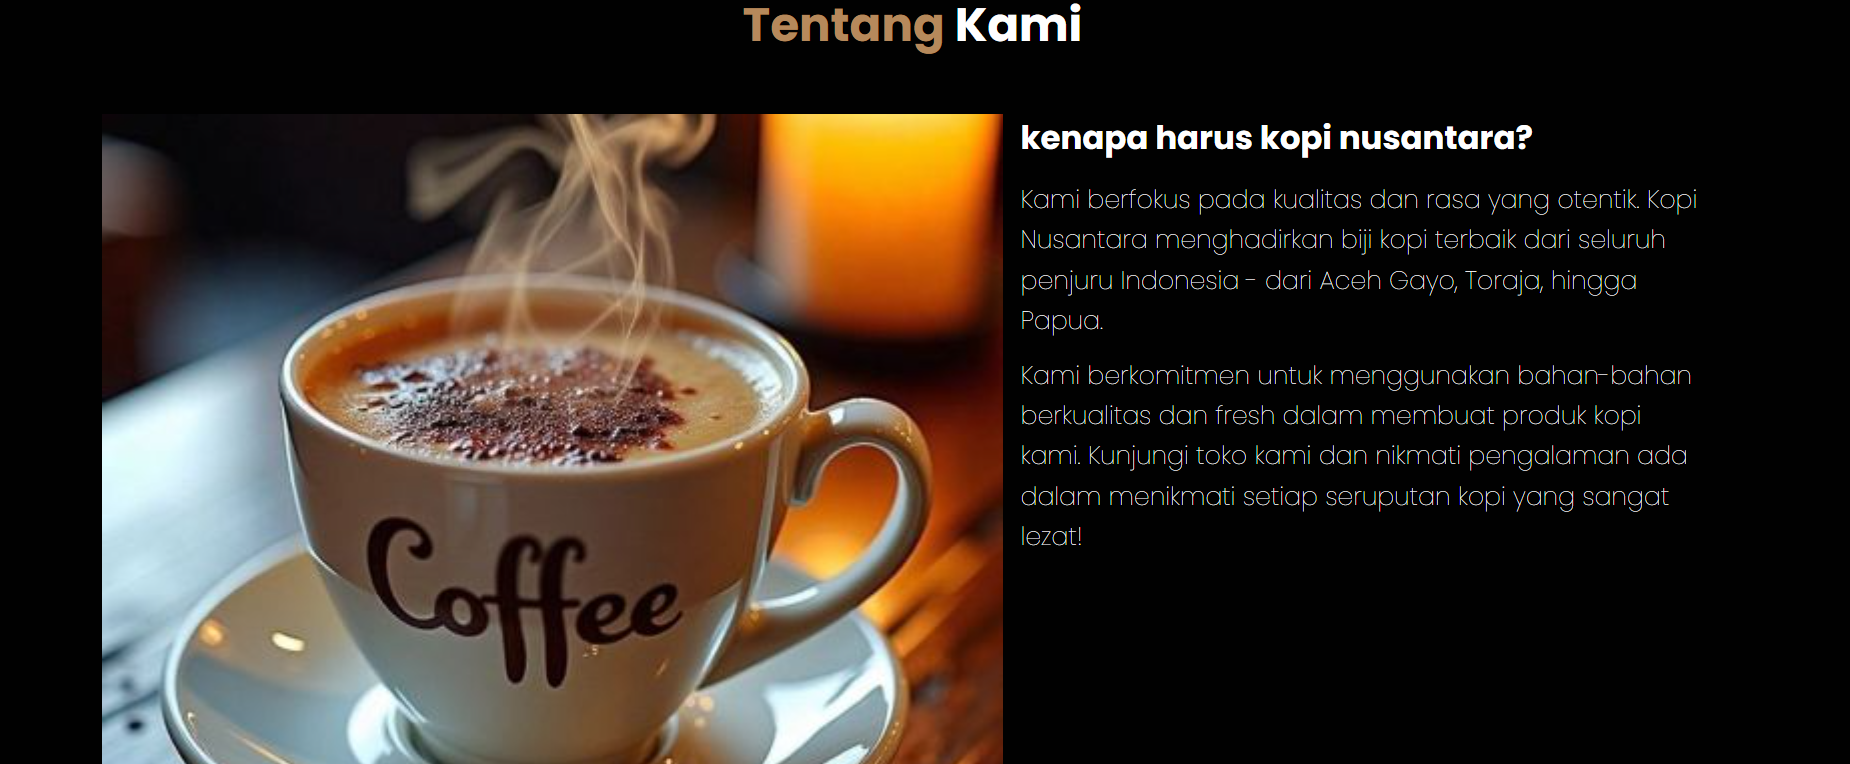 Tentang Kami
kenapa harus kopi nusantara?
Kami berfokus pada kualitas dan rasa yang otentik. Kopi
Nusantara menghadirkan biji kopi terbaik dari seluruh
penjuru Indonesia - dari Aceh Gayo, Toraja, hingga
Papua.
Kami berkomitmen untuk menggunakan bahan-bahan
berkualitas dan fresh dalam membuat produk kopi
kami. Kunjungi toko kami dan nikmati pengalaman ada
dalam menikmati setiap seruputan kopi yang sangat
lezat!
Coffee